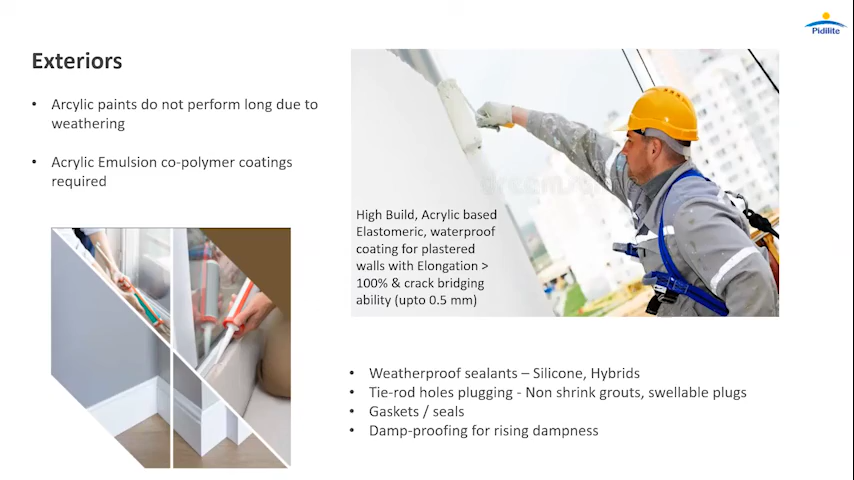 Pidilite
Exteriors
• Arcylic paints do not perform long due to
weathering
• Acrylic Emulsion co-polymer coatings
required
High Build, Acrylic based
Elastomeric, waterproof
coating for plastered
walls with Elongation >
100% & crack bridging
ability (upto 0.5 mm)
• Weatherproof sealants – Silicone, Hybrids
• Tie-rod holes plugging - Non shrink grouts, swellable plugs
• Gaskets / seals
• Damp-proofing for rising dampness